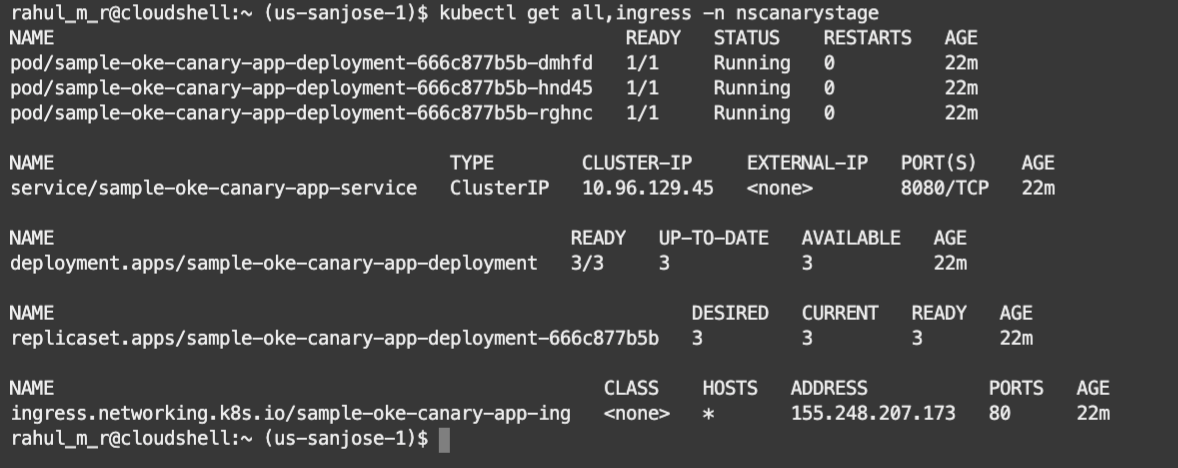 rahul_m_r@cloudshell:~ (us-sanjose-1)$ kubectl get all,ingress -n nscanarystage
NAME READY STATUS RESTARTS AGE
pod/sample-oke-canary-app-deployment-666c877b5b-dmhfd 1/1 Running 0 22m
pod/sample-oke-canary-app-deployment-666c877b5b-hnd45 1/1 Running 0 22m
pod/sample-oke-canary-app-deployment-666c877b5b-rghnc 1/1 Running 0 22m
NAME TYPE CLUSTER-IP EXTERNAL-IP PORT(S) AGE
service/sample-oke-canary-app-service ClusterIP 10.96.129.45 <none> 8080/TCP 22m
NAME READY UP-TO-DATE AVAILABLE AGE
deployment.apps/sample-oke-canary-app-deployment 3/3 3 3 22m
NAME DESIRED CURRENT READY AGE
replicaset.apps/sample-oke-canary-app-deployment-666c877b5b 3 3 3 22m
NAME CLASS HOSTS ADDRESS PORTS AGE
ingress.networking.k8s.io/sample-oke-canary-app-ing <none> * 155.248.207.173 80 22m
rahul_m_r@cloudshell:~ (us-sanjose-1)$